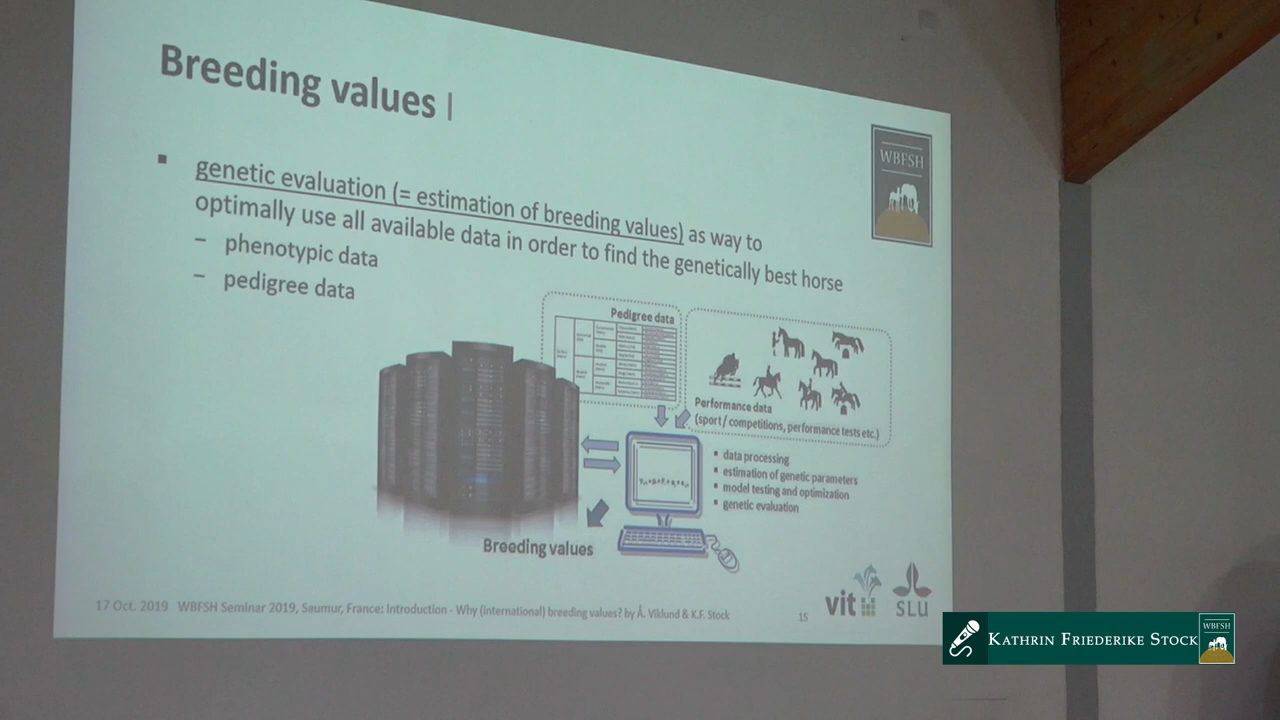 Breeding values I
WBFSH
▪ genetic evaluation (= estimation of breeding values) as way to
optimally use all available data in order to find the genetically best horse
– phenotypic data
– pedigree data
Pedigree data
Performance data
(sport / competitions, performance tests etc.)
▪ data processing
▪ estimation of genetic parameters
▪ model testing and optimization
▪ genetic evaluation
Breeding values
17 Oct. 2019 WBFSH Seminar 2019, Saumur, France: Introduction - Why (international) breeding values? by Å. Viklund & K.F. Stock
15
vit
SLU
KATHRIN FRIEDERIKE STOCK
WBFSH